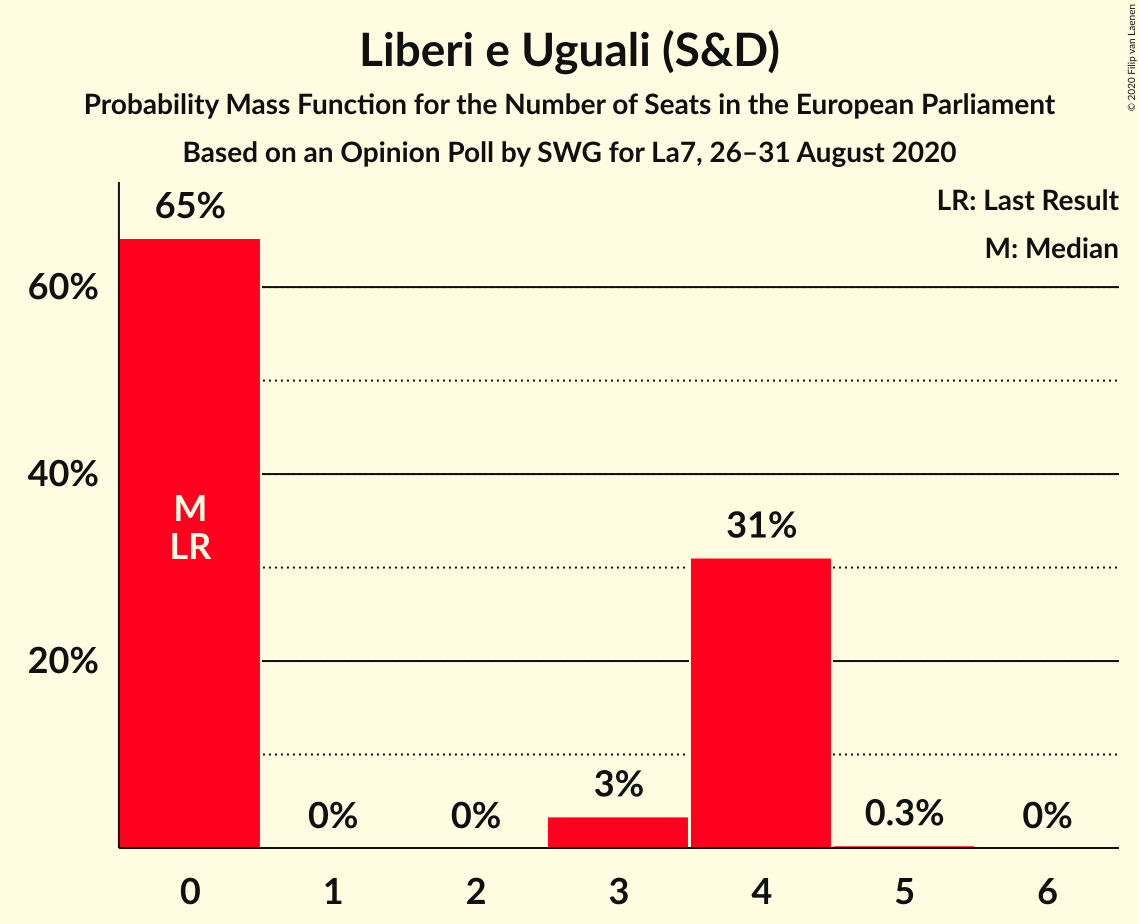 Liberi e Uguali (S&D)
Probability Mass Function for the Number of Seats in the European Parliament
Based on an Opinion Poll by SWG for La7, 26–31 August 2020
© 2020 Filip van Laenen
LR: Last Result
M: Median
65%
60%
40%
M
LR
31%
20%
3%
0%
0%
0.3%
0%
0 1 2 3 4 5 6